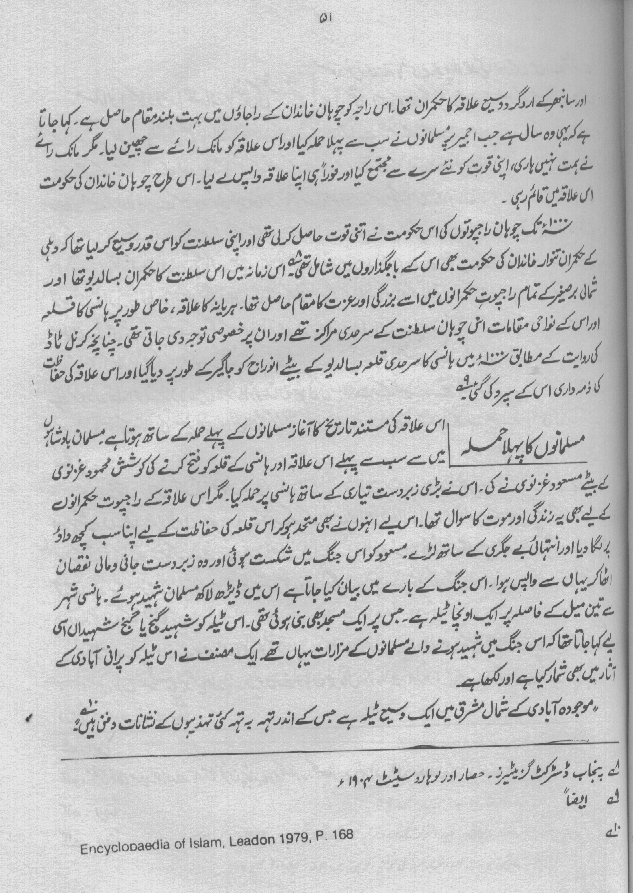 ۵۱
اور سانبھر کے اردگرد وسیع علاقہ کا حکمران تھا۔ اس راجہ کو چوہان خاندان کے راجاؤں میں بہت بلند مقام حاصل ہے۔ کہا جاتا
ہے کہ یہی وہ سال ہے جب اجمیر پر مسلمانوں نے سب سے پہلا حملہ کیا اور اس علاقہ کو مانک رائے سے چھین لیا۔ مگر مانک رائے
نے ہمت نہیں ہاری، اپنی قوت کو نئے سرے سے مجتمع کیا اور فوراً ہی اپنا علاقہ واپس لے لیا۔ اس طرح چوہان خاندان کی حکومت
اس علاقہ میں قائم رہی۔
۱۰۰۰ء تک چوہان راجپوتوں کی اس حکومت نے اتنی قوت حاصل کر لی تھی اور اپنی سلطنت کو اس قدر وسیع کر لیا تھا کہ دہلی
کے حکمران تنوار خاندان کی حکومت بھی اس کے باجگذاروں میں شامل تھی۔ اس زمانہ میں اس سلطنت کا حکمران بسالدیو تھا اور
شمالی برصغیر کے تمام راجپوت حکمرانوں میں اسے بزرگی اور عزت کا مقام حاصل تھا۔ ہریانہ کا علاقہ، خاص طور پر ہانسی کا قلعہ
اور اس کے نواحی مقامات اس چوہان سلطنت کے سرحدی مراکز تھے اور ان پر خصوصی توجہ دی جاتی تھی۔ چنانچہ کرنل ٹاڈ
کی روایت کے مطابق ۱۰۰۰ء میں ہانسی کا سرحدی قلعہ بسالدیو کے بیٹے انوراج کو جاگیر کے طور پر دیا گیا اور اس علاقہ کی حفاظت
کی ذمہ داری اس کے سپرد کی گئی۔
مسلمانوں کا پہلا حملہ
اس علاقہ کی مستند تاریخ کا آغاز مسلمانوں کے پہلے حملہ کے ساتھ ہوتا ہے۔ مسلمان بادشاہوں
میں سے سب سے پہلے اس علاقہ اور ہانسی کے قلعہ کو فتح کرنے کی کوشش محمود غزنوی
کے بیٹے مسعود غزنوی نے کی۔ اس نے بڑی زبردست تیاری کے ساتھ ہانسی پر حملہ کیا۔ مگر اس علاقہ کے راجپوت حکمرانوں
کے لیے بھی یہ زندگی اور موت کا سوال تھا۔ اس لیے انہوں نے بھی متحد ہو کر اس قلعہ کی حفاظت کے لیے اپنا سب کچھ داؤ
پر لگا دیا اور انتہائی بے جگری کے ساتھ لڑے۔ مسعود کو اس جنگ میں شکست ہوئی اور وہ زبردست جانی و مالی نقصان
اٹھا کر یہاں سے واپس ہوا۔ اس جنگ کے بارے میں بیان کیا جاتا ہے اس میں ڈیڑھ لاکھ مسلمان شہید ہوئے۔ ہانسی شہر
سے تین میل کے فاصلہ پر ایک اونچا ٹیلہ ہے۔ جس پر ایک مسجد بھی بنی ہوئی تھی۔ اس ٹیلہ کو شہید گنج یا گنج شہیداں اسی
لیے کہا جاتا تھا کہ اس جنگ میں شہید ہونے والے مسلمانوں کے مزارات یہاں تھے۔ ایک مصنف نے اس ٹیلہ کو پرانی آبادی کے
آثار میں بھی شمار کیا ہے اور لکھا ہے۔
"موجودہ آبادی کے شمال مشرق میں ایک وسیع ٹیلہ ہے جس کے اندر تہہ بہ تہہ کئی تہذیبوں کے نشانات دفن ہیں۱۰؎"
۸؎ پنجاب ڈسٹرکٹ گزیٹیرز۔ حصار اور لوہارو سٹیٹ ۱۹۰۴ء
۹؎ ایضاً
۱۰؎
Encyclopaedia of Islam, Leadon 1979, P. 168